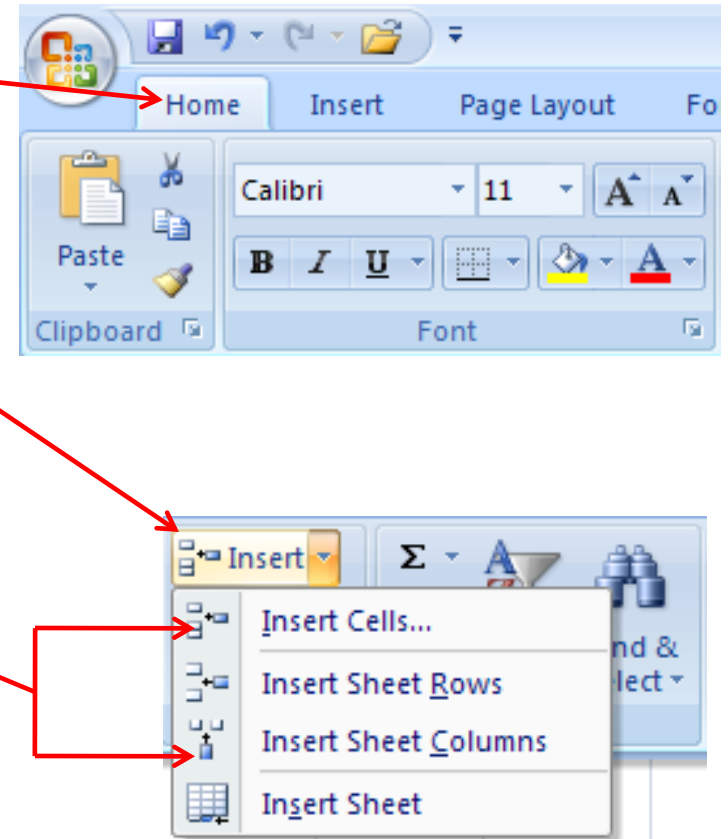 Home Insert Page Layout Fo
Calibri 11 A A
Paste B I U A
Clipboard Font
Insert Σ A
Insert Cells... nd &
Insert Sheet Rows lect
Insert Sheet Columns
Insert Sheet